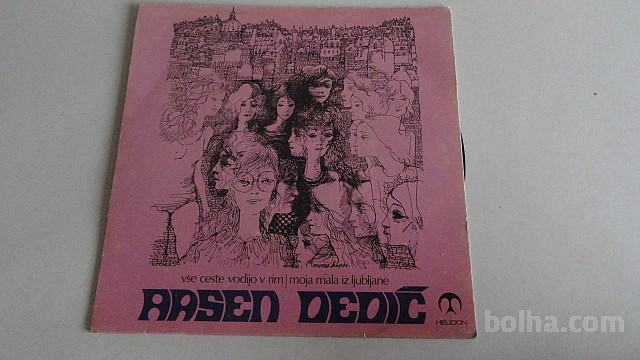 vse ceste vodijo v rim | moja mala iz ljubljane
ARSEN DEDIĆ
HELIDON
bolha.com